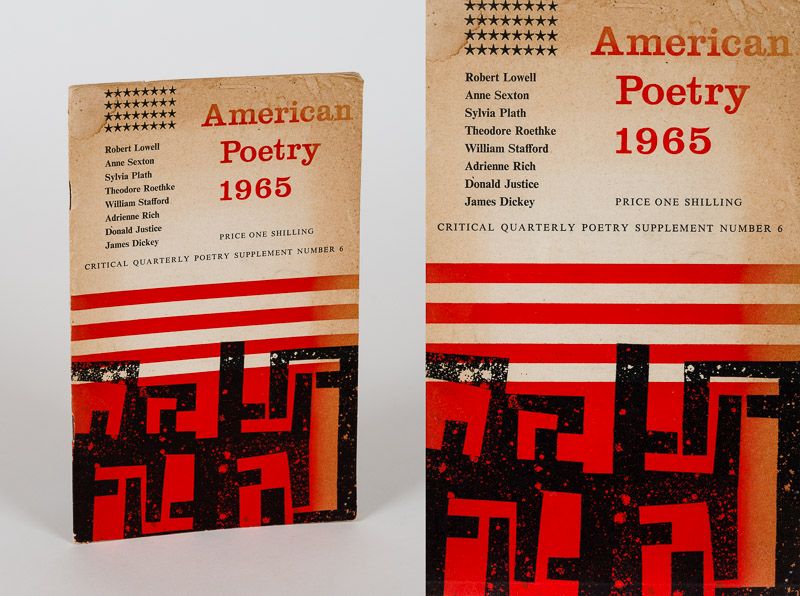 American
Poetry
1965
Robert Lowell
Anne Sexton
Sylvia Plath
Theodore Roethke
William Stafford
Adrienne Rich
Donald Justice
James Dickey
PRICE ONE SHILLING
CRITICAL QUARTERLY POETRY SUPPLEMENT NUMBER 6
American
Poetry
1965
Robert Lowell
Anne Sexton
Sylvia Plath
Theodore Roethke
William Stafford
Adrienne Rich
Donald Justice
James Dickey
PRICE ONE SHILLING
CRITICAL QUARTERLY POETRY SUPPLEMENT NUMBER 6